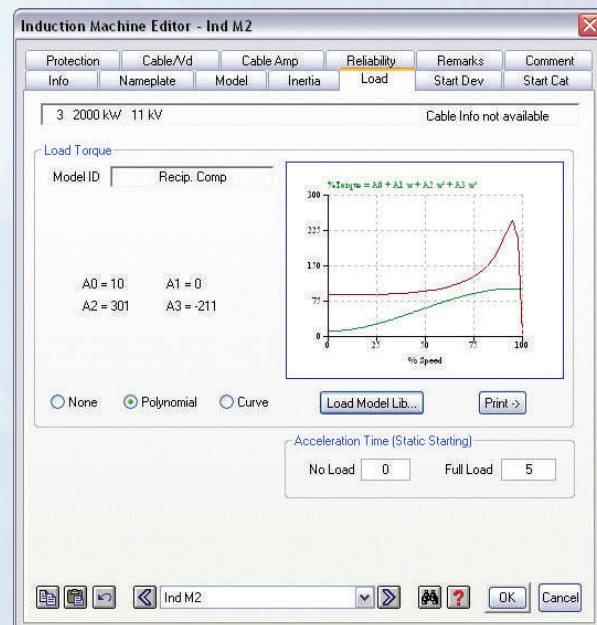 Induction Machine Editor - Ind M2
Protection Cable/Vd Cable Amp Reliability Remarks Comment
Info Nameplate Model Inertia Load Start Dev Start Cat
3 2000 kW 11 kV Cable Info not available
Load Torque
Model ID Recip. Comp
%Torque = A0 + A1 w + A2 w² + A3 w³
300
225
150
75
0
0 25 50 75 100
% Speed
A0 = 10 A1 = 0
A2 = 301 A3 = -211
None Polynomial Curve Load Model Lib... Print ->
Acceleration Time (Static Starting)
No Load 0 Full Load 5
Ind M2 OK Cancel